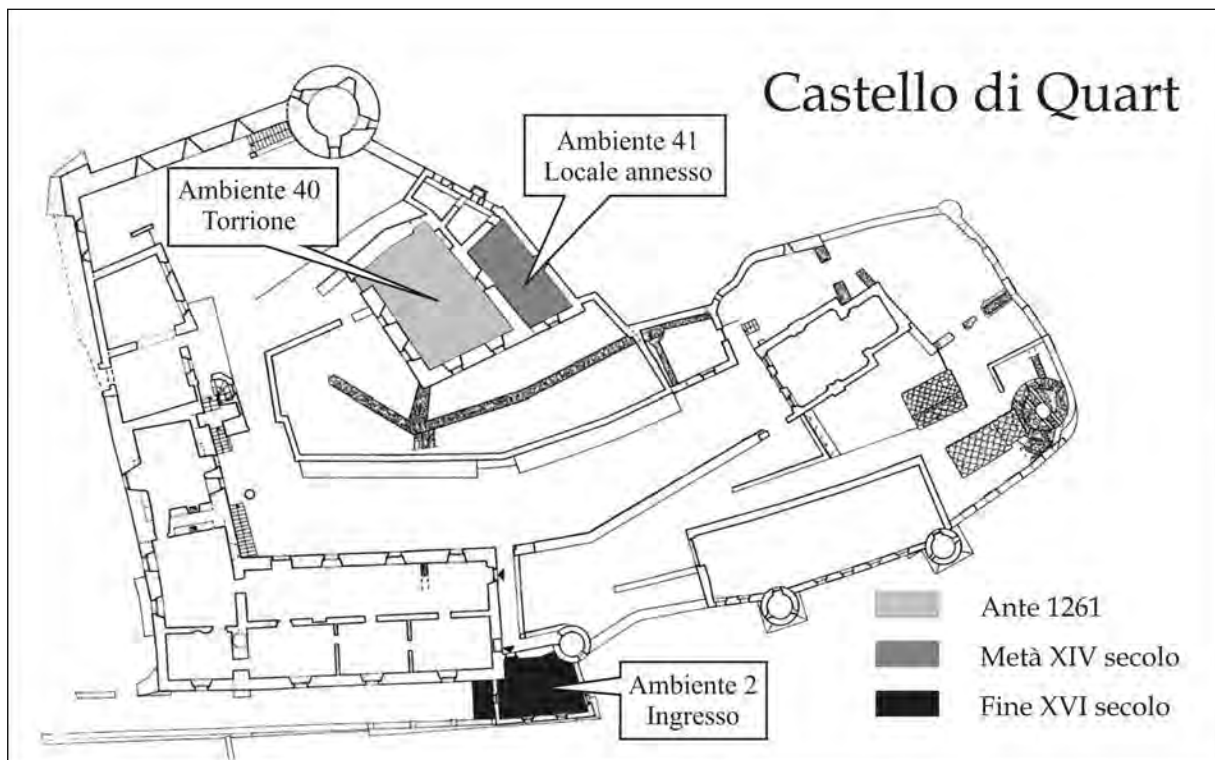 Castello di Quart
Ambiente 41
Locale annesso
Ambiente 40
Torrione
Ambiente 2
Ingresso
Ante 1261
Metà XIV secolo
Fine XVI secolo